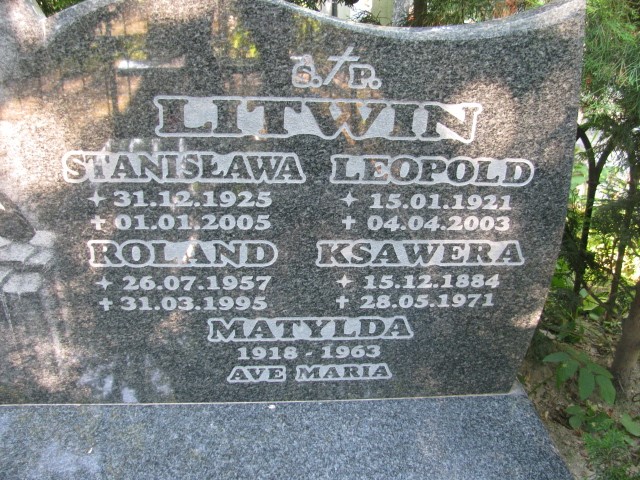 Ś.†P.
LITWIN
STANISŁAWA LEOPOLD
✦ 31.12.1925 ✦ 15.01.1921
✝ 01.01.2005 ✝ 04.04.2003
ROLAND KSAWERA
✦ 26.07.1957 ✦ 15.12.1884
✝ 31.03.1995 ✝ 28.05.1971
MATYLDA
1918 - 1963
AVE MARIA